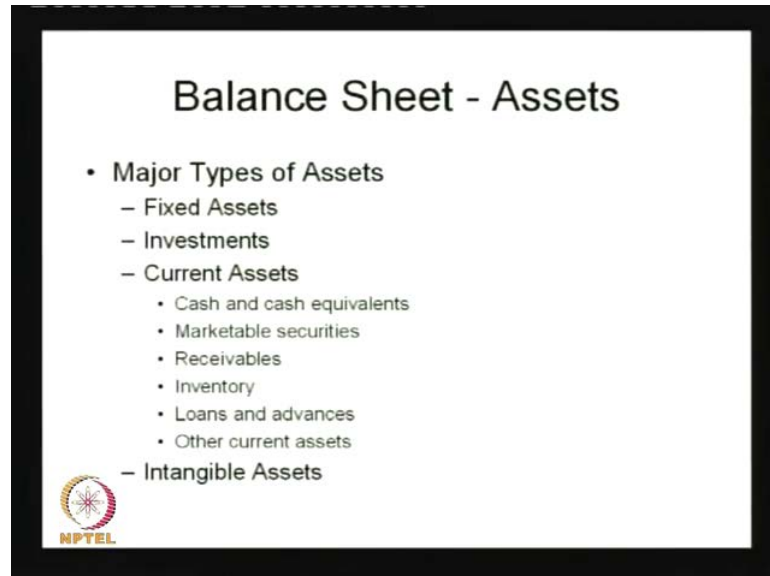 Balance Sheet - Assets
• Major Types of Assets
– Fixed Assets
– Investments
– Current Assets
• Cash and cash equivalents
• Marketable securities
• Receivables
• Inventory
• Loans and advances
• Other current assets
– Intangible Assets
NPTEL